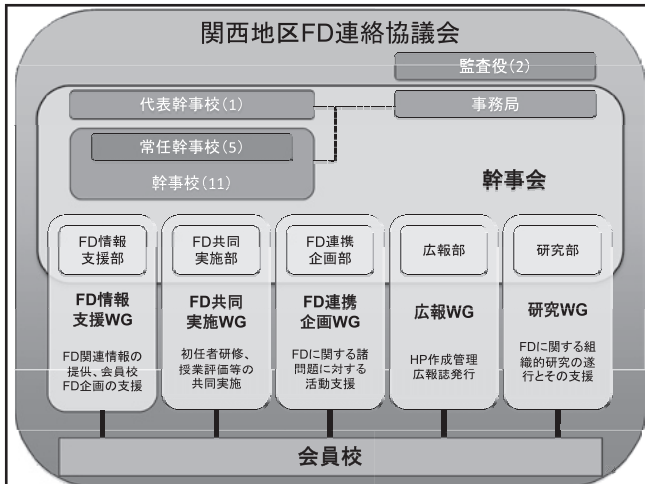 関西地区FD連絡協議会
監査役(2)
代表幹事校(1)
事務局
常任幹事校(5)
幹事校(11)
幹事会
FD情報
支援部
FD共同
実施部
FD連携
企画部
広報部
研究部
FD情報
支援WG
FD共同
実施WG
FD連携
企画WG
広報WG
研究WG
FD関連情報の
提供、会員校
FD企画の支援
初任者研修、
授業評価等の
共同実施
FDに関する諸
問題に対する
活動支援
HP作成管理
広報誌発行
FDに関する組
織的研究の遂
行とその支援
会員校